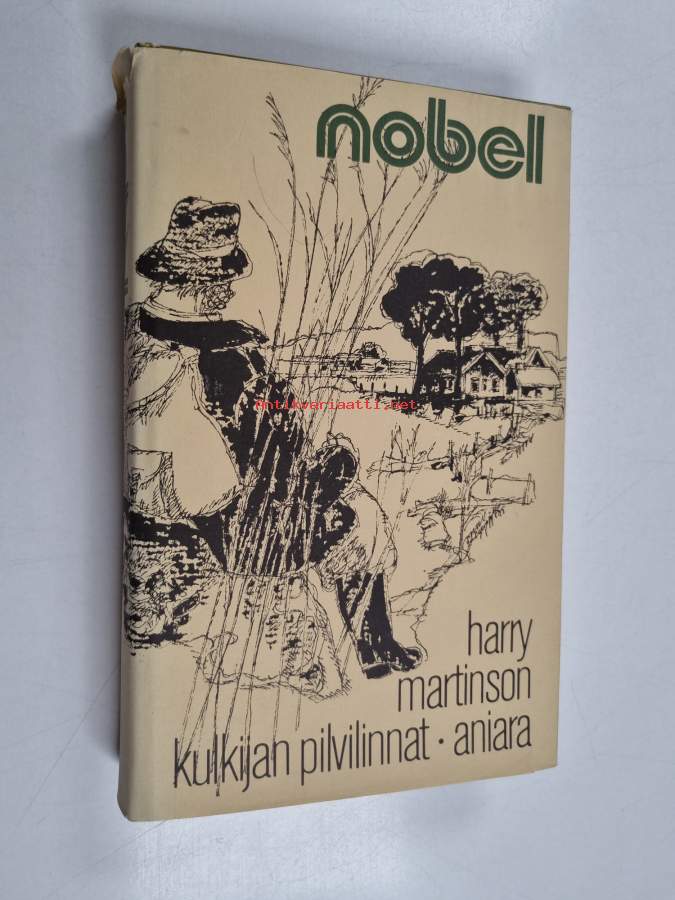 nobel
Antikvariaatti.net
harry
martinson
kulkijan pilvilinnat · aniara